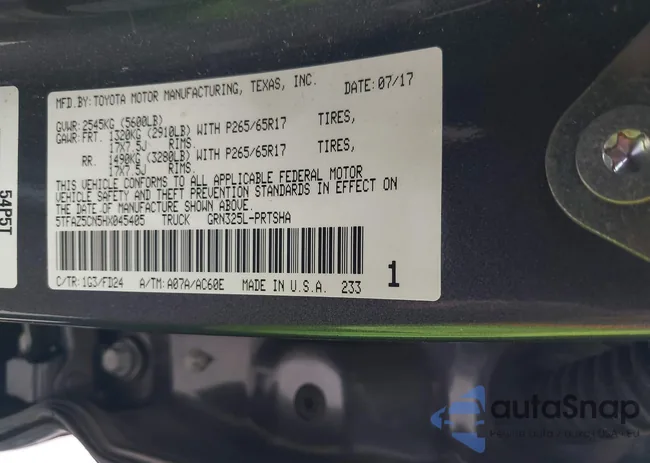 MFD.BY:TOYOTA MOTOR MANUFACTURING, TEXAS, INC. DATE:07/17
GVWR:2545KG (5600LB)
GAWR:FRT. 1320KG (2910LB) WITH P265/65R17 TIRES,
17X7.5J RIMS.
RR. 1490KG (3280LB) WITH P265/65R17 TIRES,
17X7.5J RIMS.
THIS VEHICLE CONFORMS TO ALL APPLICABLE FEDERAL MOTOR
VEHICLE SAFETY AND THEFT PREVENTION STANDARDS IN EFFECT ON
THE DATE OF MANUFACTURE SHOWN ABOVE.
5TFAZ5CN5HX045405 TRUCK GRN325L-PRTSHA
C/TR:1G3/FD24 A/TM:A07A/AC60E MADE IN U.S.A. 233
1
54P5T
autaSnap